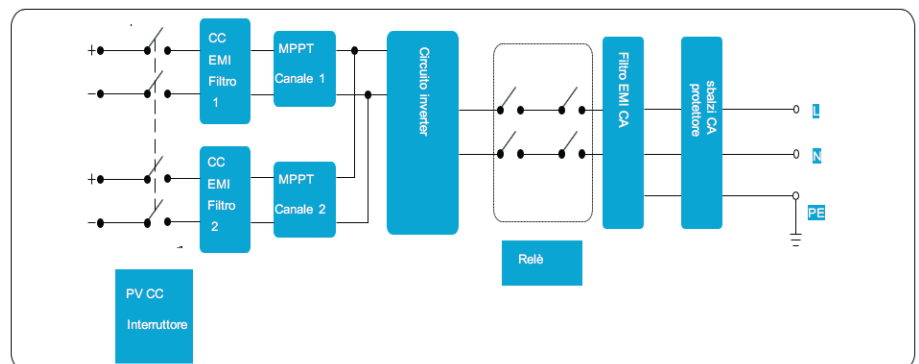 CC
EMI
Filtro
1
MPPT
Canale 1
Circuito inverter
Filtro EMI CA
sbalzi CA
protettore
L
N
PE
CC
EMI
Filtro
2
MPPT
Canale 2
Relè
PV CC
Interruttore
+
−
+
−